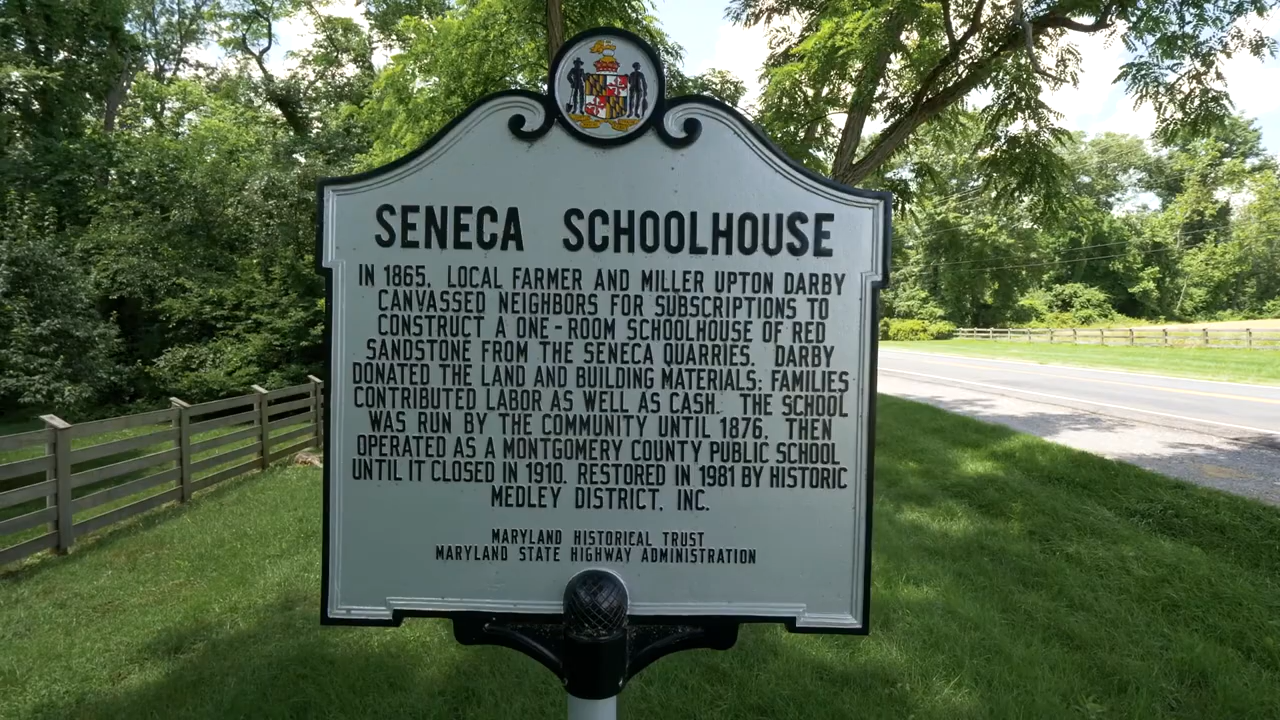 SENECA SCHOOLHOUSE
IN 1865, LOCAL FARMER AND MILLER UPTON DARBY
CANVASSED NEIGHBORS FOR SUBSCRIPTIONS TO
CONSTRUCT A ONE-ROOM SCHOOLHOUSE OF RED
SANDSTONE FROM THE SENECA QUARRIES. DARBY
DONATED THE LAND AND BUILDING MATERIALS; FAMILIES
CONTRIBUTED LABOR AS WELL AS CASH. THE SCHOOL
WAS RUN BY THE COMMUNITY UNTIL 1876, THEN
OPERATED AS A MONTGOMERY COUNTY PUBLIC SCHOOL
UNTIL IT CLOSED IN 1910. RESTORED IN 1981 BY HISTORIC
MEDLEY DISTRICT, INC.
MARYLAND HISTORICAL TRUST
MARYLAND STATE HIGHWAY ADMINISTRATION